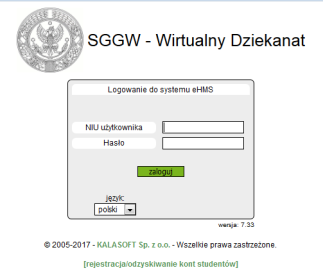 SGGW - Wirtualny Dziekanat
Logowanie do systemu eHMS
NIU użytkownika
Hasło
zaloguj
język:
polski
wersja: 7.33
© 2005-2017 - KALASOFT Sp. z o.o. - Wszelkie prawa zastrzeżone.
[rejestracja/odzyskiwanie kont studentów]